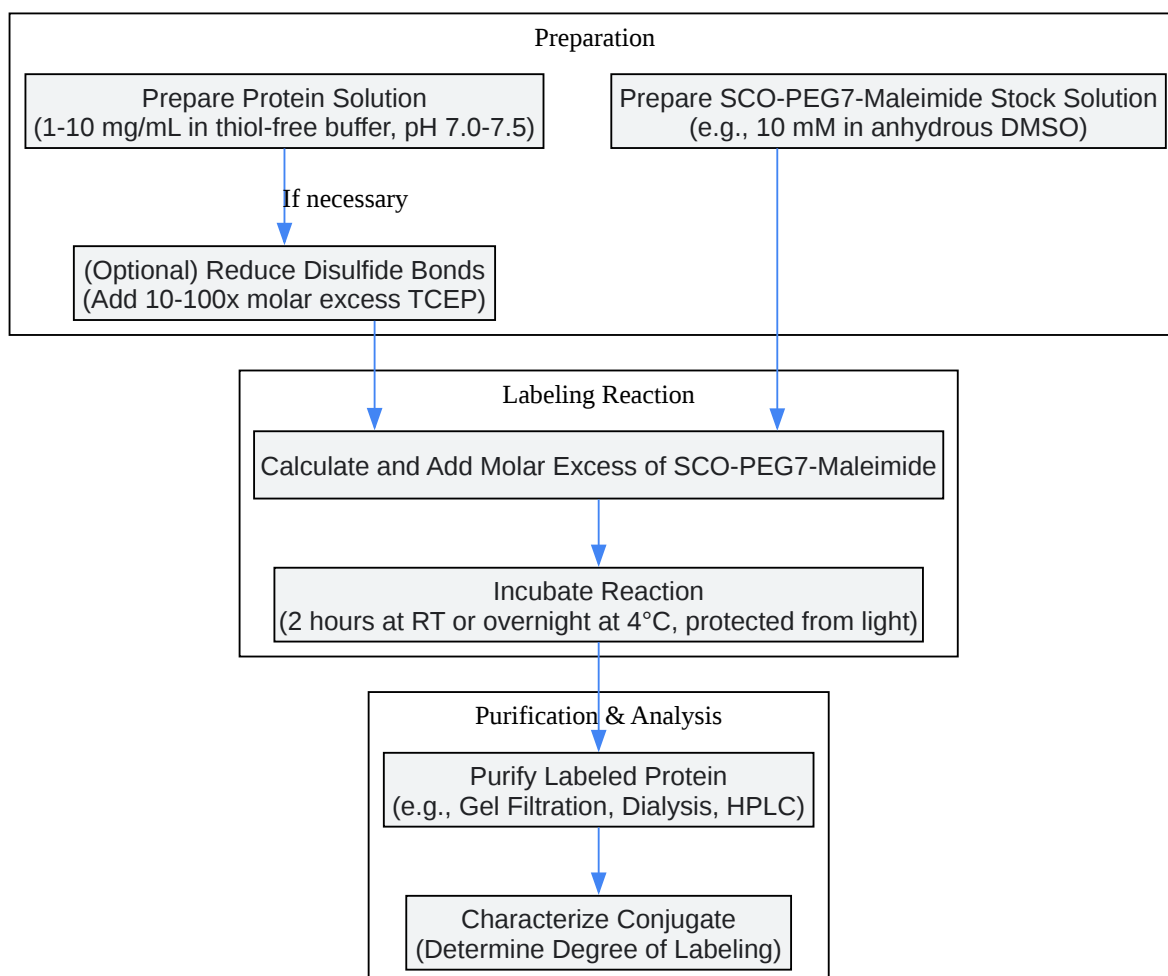 Preparation
Prepare Protein Solution
(1-10 mg/mL in thiol-free buffer, pH 7.0-7.5)
Prepare SCO-PEG7-Maleimide Stock Solution
(e.g., 10 mM in anhydrous DMSO)
If necessary
(Optional) Reduce Disulfide Bonds
(Add 10-100x molar excess TCEP)
Labeling Reaction
Calculate and Add Molar Excess of SCO-PEG7-Maleimide
Incubate Reaction
(2 hours at RT or overnight at 4°C, protected from light)
Purification & Analysis
Purify Labeled Protein
(e.g., Gel Filtration, Dialysis, HPLC)
Characterize Conjugate
(Determine Degree of Labeling)